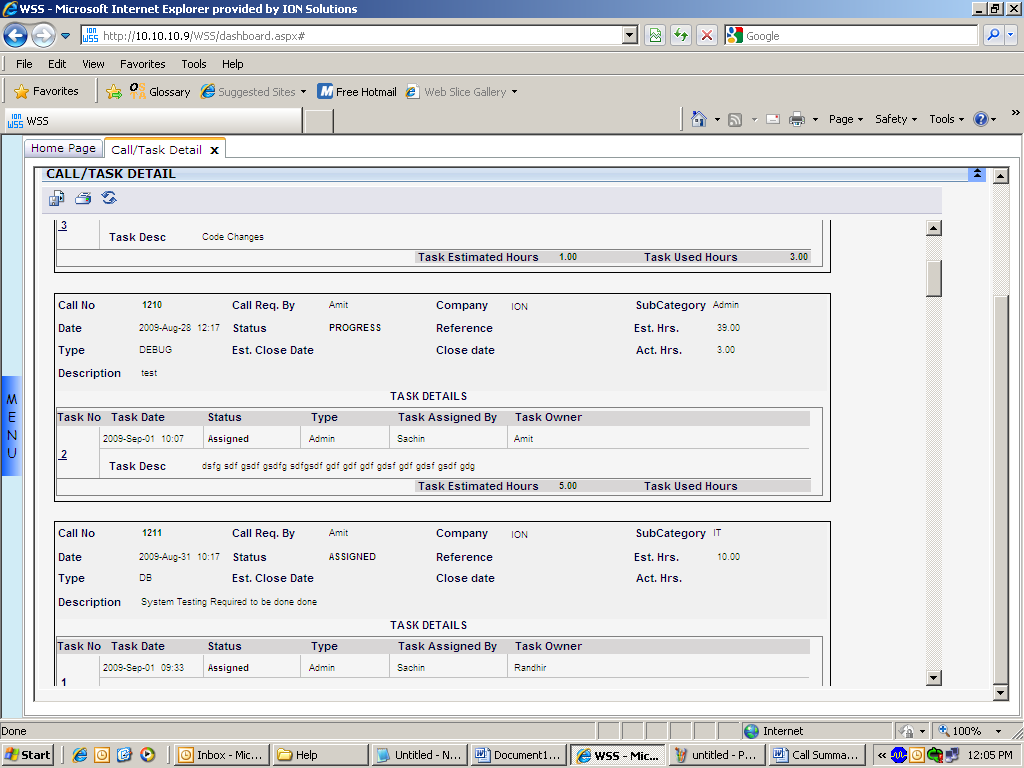 WSS - Microsoft Internet Explorer provided by ION Solutions
ION WSS http://10.10.10.9/WSS/dashboard.aspx# Google
File Edit View Favorites Tools Help
Favorites Glossary Suggested Sites Free Hotmail Web Slice Gallery
ION WSS WSS Page Safety Tools »
Home Page Call/Task Detail x
CALL/TASK DETAIL
3
Task Desc Code Changes
Task Estimated Hours 1.00 Task Used Hours 3.00
Call No 1210 Call Req. By Amit Company ION SubCategory Admin
Date 2009-Aug-28 12:17 Status PROGRESS Reference Est. Hrs. 39.00
Type DEBUG Est. Close Date Close date Act. Hrs. 3.00
Description test
MENU
TASK DETAILS
Task No Task Date Status Type Task Assigned By Task Owner
2009-Sep-01 10:07 Assigned Admin Sachin Amit
2
Task Desc dsfg sdf gsdf gsdfg sdfgsdf gdf gdf gdf gdsf gdf gdsf gsdf gdg
Task Estimated Hours 5.00 Task Used Hours
Call No 1211 Call Req. By Amit Company ION SubCategory IT
Date 2009-Aug-31 10:17 Status ASSIGNED Reference Est. Hrs. 10.00
Type DB Est. Close Date Close date Act. Hrs.
Description System Testing Required to be done done
TASK DETAILS
Task No Task Date Status Type Task Assigned By Task Owner
2009-Sep-01 09:33 Assigned Admin Sachin Randhir
1
Done Internet 100%
Start Inbox - Mic... Help Untitled - N... Document1... WSS - Mic... untitled - P... Call Summa... « 12:05 PM